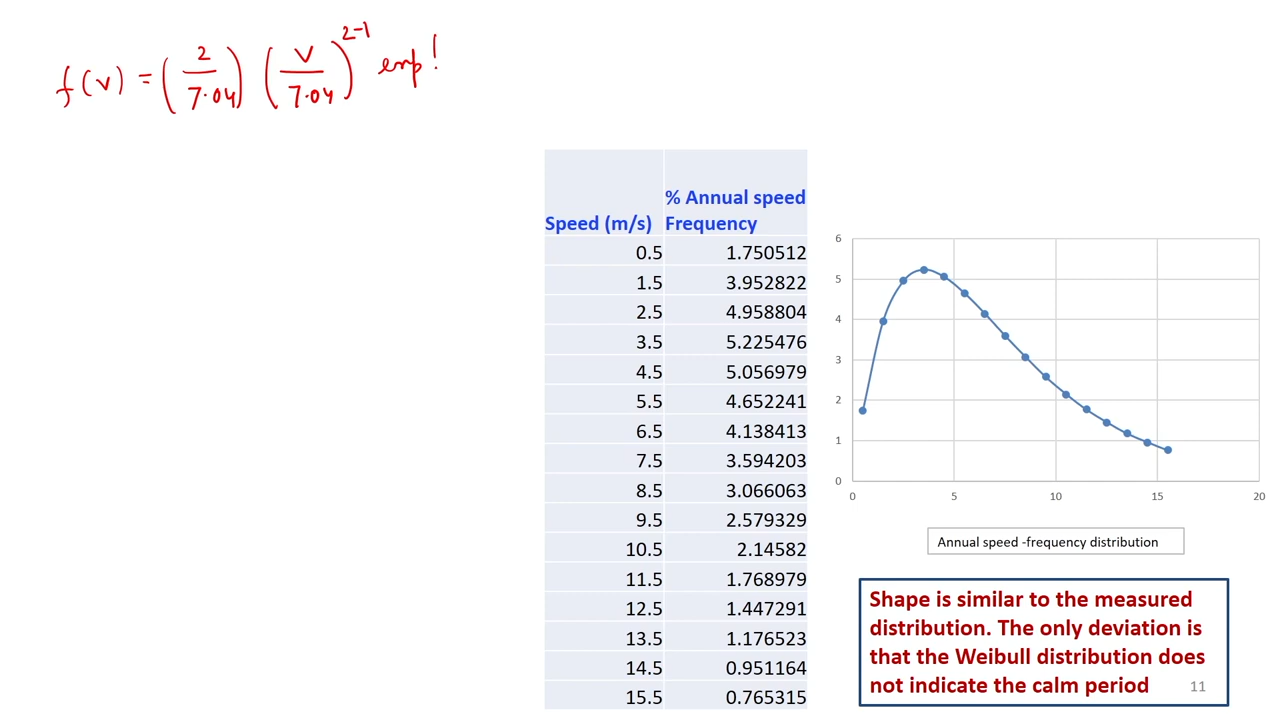 f(v) = (2/7.04) (v/7.04)^2-1 exp!
% Annual speed
Speed (m/s) Frequency
0.5 1.750512
1.5 3.952822
2.5 4.958804
3.5 5.225476
4.5 5.056979
5.5 4.652241
6.5 4.138413
7.5 3.594203
8.5 3.066063
9.5 2.579329
10.5 2.14582
11.5 1.768979
12.5 1.447291
13.5 1.176523
14.5 0.951164
15.5 0.765315
6
5
4
3
2
1
0
0 5 10 15 20
Annual speed -frequency distribution
Shape is similar to the measured
distribution. The only deviation is
that the Weibull distribution does
not indicate the calm period 11